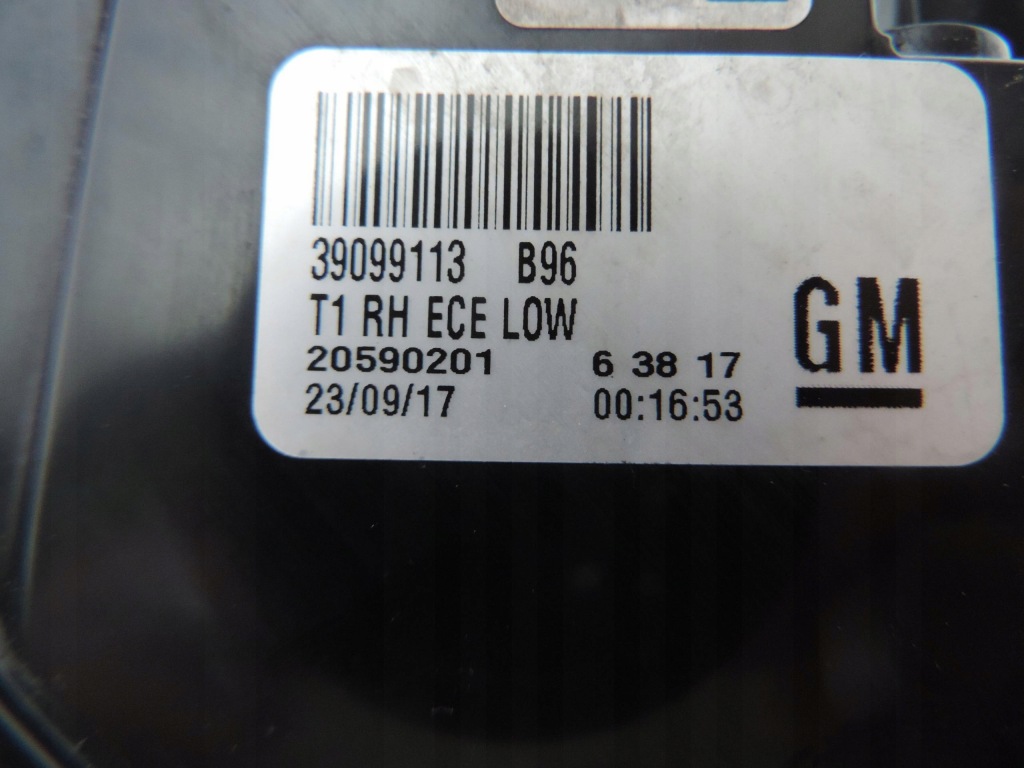 39099113 B96
T1 RH ECE LOW
20590201 6 38 17
23/09/17 00:16:53
GM